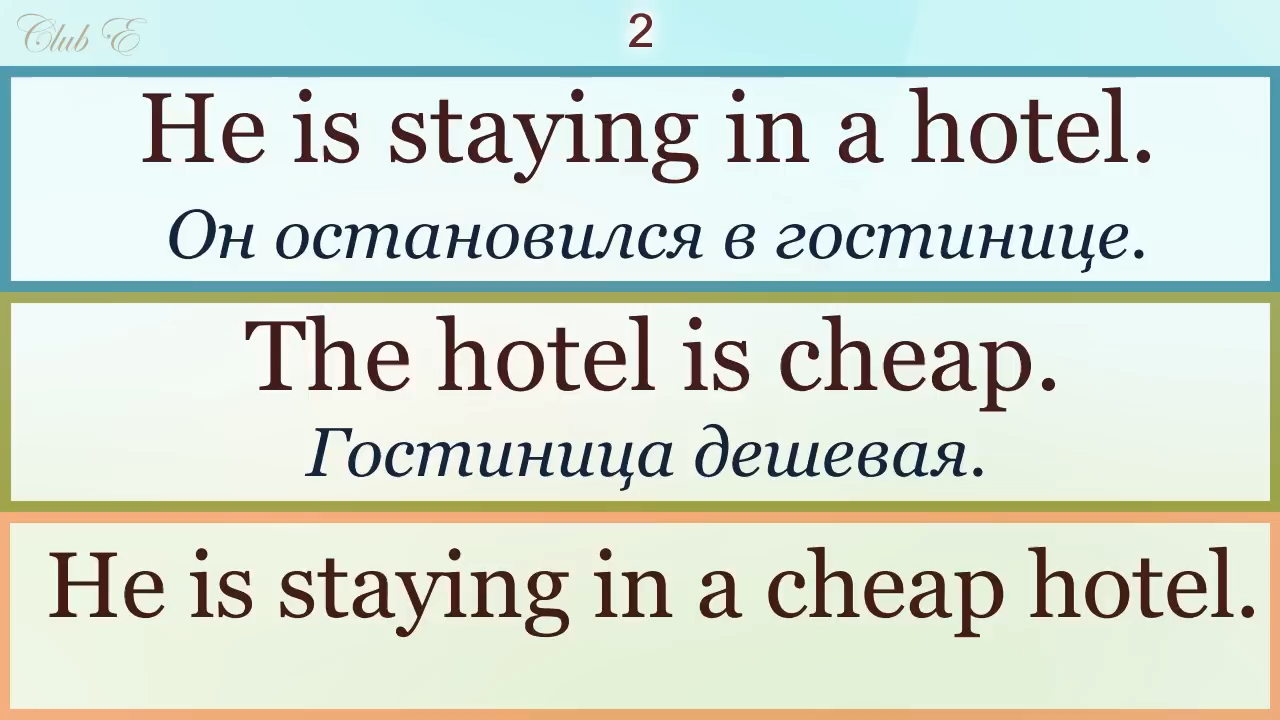 Club E
2
He is staying in a hotel.
Он остановился в гостинице.
The hotel is cheap.
Гостиница дешевая.
He is staying in a cheap hotel.